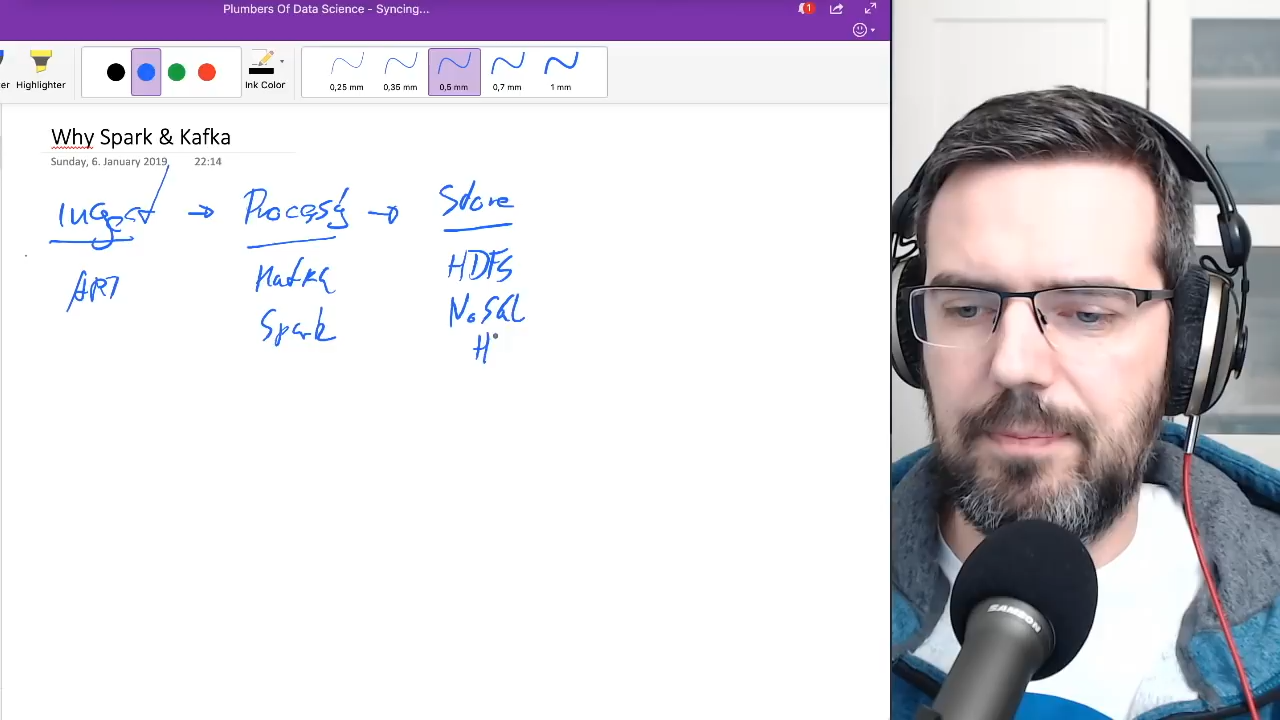 Plumbers Of Data Science - Syncing...
1
Highlighter
Ink Color
0,25 mm
0,35 mm
0,5 mm
0,7 mm
1 mm
Why Spark & Kafka
Sunday, 6. January 2019 22:14
Ingest → Process → Store
API
Kafka
Spark
HDFS
NoSQL
H
SAMSON